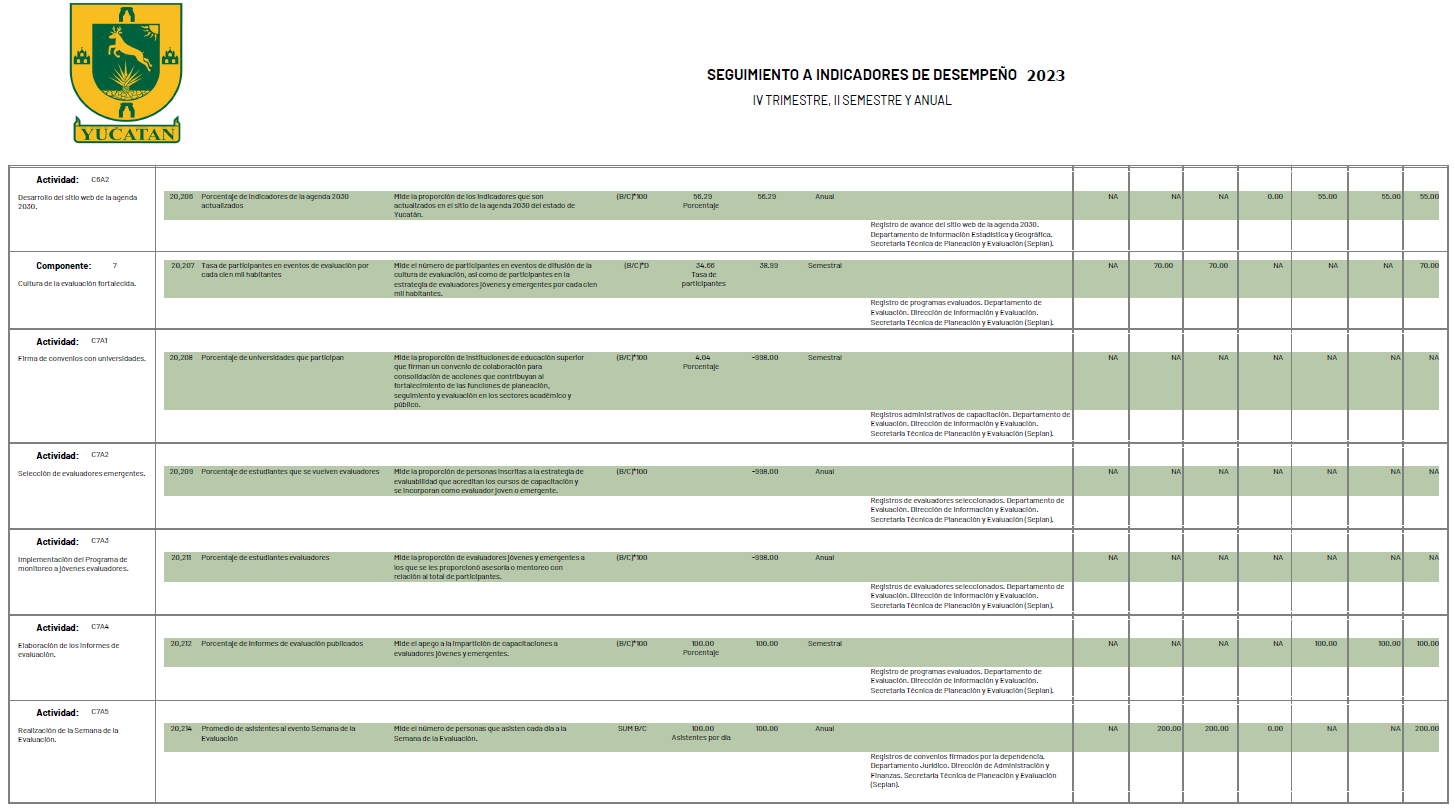 YUCATAN
SEGUIMIENTO A INDICADORES DE DESEMPEÑO 2023
IV TRIMESTRE, II SEMESTRE Y ANUAL
Actividad: C6A2
Desarrollo del sitio web de la agenda
2030.
20,206 Porcentaje de indicadores de la agenda 2030 Mide la proporción de los indicadores que son (B/C)*100 56.29 56.29 Anual NA NA NA 0.00 55.00 55.00 55.00
actualizados actualizados en el sitio de la agenda 2030 del estado de Porcentaje
Yucatán.
Registro de avance del sitio web de la agenda 2030.
Departamento de Información Estadística y Geográfica.
Secretaría Técnica de Planeación y Evaluación (Seplan).
Componente: 7
Cultura de la evaluación fortalecida.
20,207 Tasa de participantes en eventos de evaluación por Mide el número de participantes en eventos de difusión de la (B/C)*D 34.66 38.99 Semestral NA 70.00 70.00 NA NA NA 70.00
cada cien mil habitantes cultura de evaluación, así como de participantes en la Tasa de
estrategia de evaluadores jóvenes y emergentes por cada cien participantes
mil habitantes.
Registro de programas evaluados. Departamento de
Evaluación. Dirección de Información y Evaluación.
Secretaría Técnica de Planeación y Evaluación (Seplan).
Actividad: C7A1
Firma de convenios con universidades.
20,208 Porcentaje de universidades que participan Mide la proporción de instituciones de educación superior (B/C)*100 4.04 -998.00 Semestral NA NA NA NA NA NA NA
que firman un convenio de colaboración para Porcentaje
consolidación de acciones que contribuyan al
fortalecimiento de las funciones de planeación,
seguimiento y evaluación en los sectores académico y
público.
Registros administrativos de capacitación. Departamento de
Evaluación. Dirección de Información y Evaluación.
Secretaría Técnica de Planeación y Evaluación (Seplan).
Actividad: C7A2
Selección de evaluadores emergentes.
20,209 Porcentaje de estudiantes que se vuelven evaluadores Mide la proporción de personas inscritas a la estrategia de (B/C)*100 -998.00 Anual NA NA NA NA NA NA NA
evaluabilidad que acreditan los cursos de capacitación y
se incorporan como evaluador joven o emergente.
Registros de evaluadores seleccionados. Departamento de
Evaluación. Dirección de Información y Evaluación.
Secretaría Técnica de Planeación y Evaluación (Seplan).
Actividad: C7A3
Implementación del Programa de
monitoreo a jóvenes evaluadores.
20,211 Porcentaje de estudiantes evaluadores Mide la proporción de evaluadores jóvenes y emergentes a (B/C)*100 -998.00 Anual NA NA NA NA NA NA NA
los que se les proporcionó asesoría o mentoreo con
relación al total de participantes.
Registros de evaluadores seleccionados. Departamento de
Evaluación. Dirección de Información y Evaluación.
Secretaría Técnica de Planeación y Evaluación (Seplan).
Actividad: C7A4
Elaboración de los informes de
evaluación.
20,212 Porcentaje de informes de evaluación publicados Mide el apego a la impartición de capacitaciones a (B/C)*100 100.00 100.00 Semestral NA NA NA NA 100.00 100.00 100.00
evaluadores jóvenes y emergentes. Porcentaje
Registro de programas evaluados. Departamento de
Evaluación. Dirección de Información y Evaluación.
Secretaría Técnica de Planeación y Evaluación (Seplan).
Actividad: C7A5
Realización de la Semana de la
Evaluación.
20,214 Promedio de asistentes al evento Semana de la Mide el número de personas que asisten cada día a la SUM B/C 100.00 100.00 Anual NA 200.00 200.00 0.00 NA NA 200.00
Evaluación Semana de la Evaluación. Asistentes por día
Registros de convenios firmados por la dependencia.
Departamento Jurídico. Dirección de Administración y
Finanzas. Secretaría Técnica de Planeación y Evaluación
(Seplan).